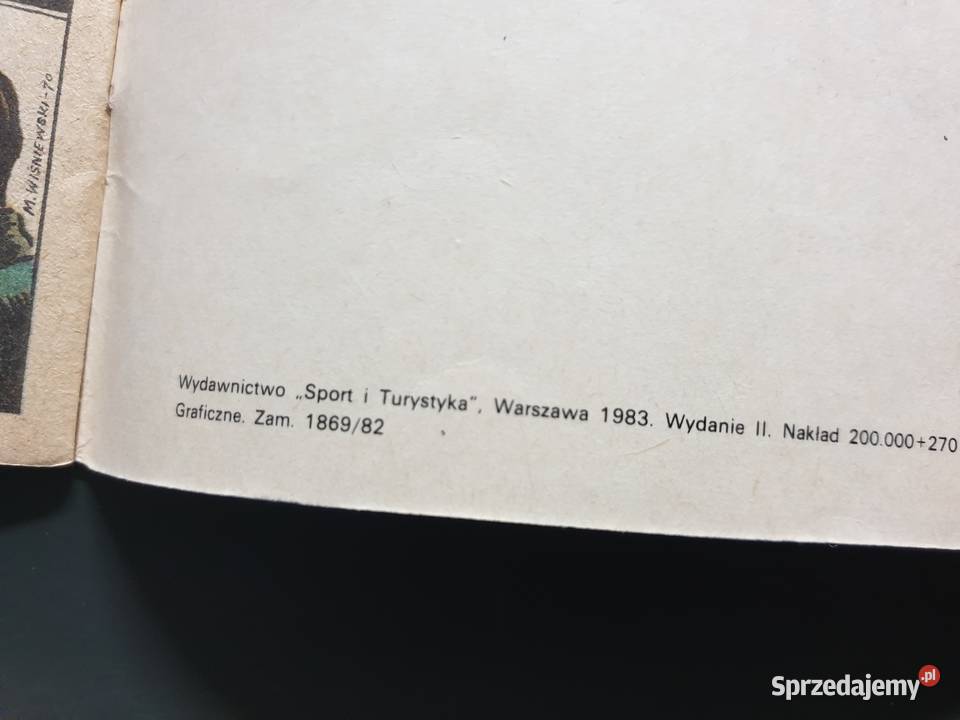 M. WIŚNIEWSKI-70
Wydawnictwo „Sport i Turystyka”, Warszawa 1983. Wydanie II. Nakład 200.000+270
Graficzne. Zam. 1869/82
Sprzedajemy.pl